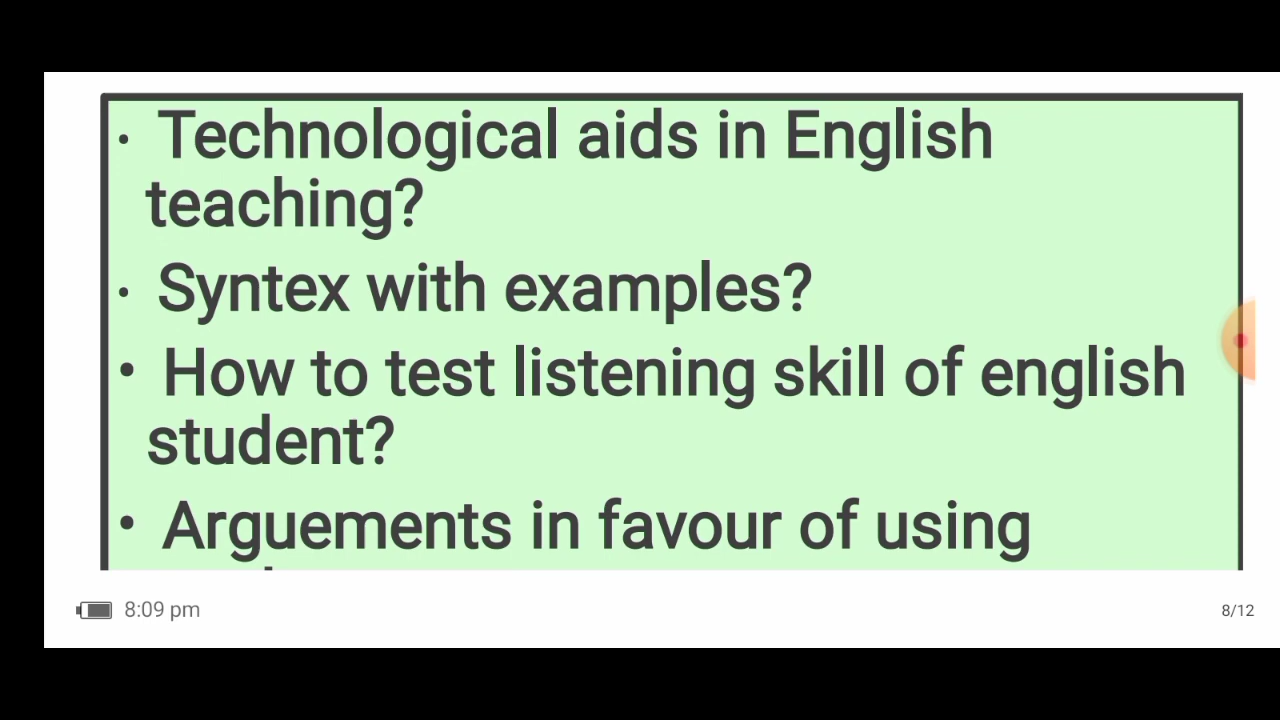 • Technological aids in English
teaching?
• Syntex with examples?
• How to test listening skill of english
student?
• Arguements in favour of using
8:09 pm
8/12